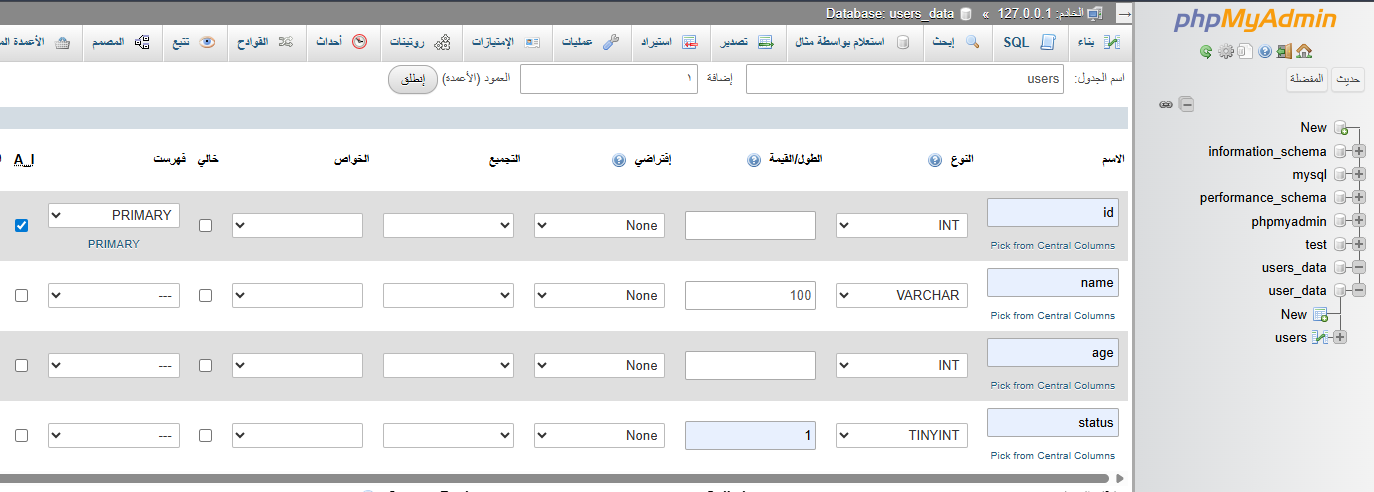 phpMyAdmin
حديث
المفضلة
New
information_schema
mysql
performance_schema
phpmyadmin
test
users_data
user_data
New
users
الخادم: 127.0.0.1 » Database: users_data
بناء SQL إبحث استعلام بواسطة مثال تصدير استيراد عمليات الإمتيازات روتينات أحداث القوادح تتبع المصمم الأعمدة
اسم الجدول: users إضافة ١ العمود (الأعمدة) إنطلق
الاسم النوع الطول/القيمة إفتراضي التجميع الخواص خالي فهرست A_I
id INT None PRIMARY
Pick from Central Columns PRIMARY
name VARCHAR 100 None ---
Pick from Central Columns
age INT None ---
Pick from Central Columns
status TINYINT 1 None ---
Pick from Central Columns